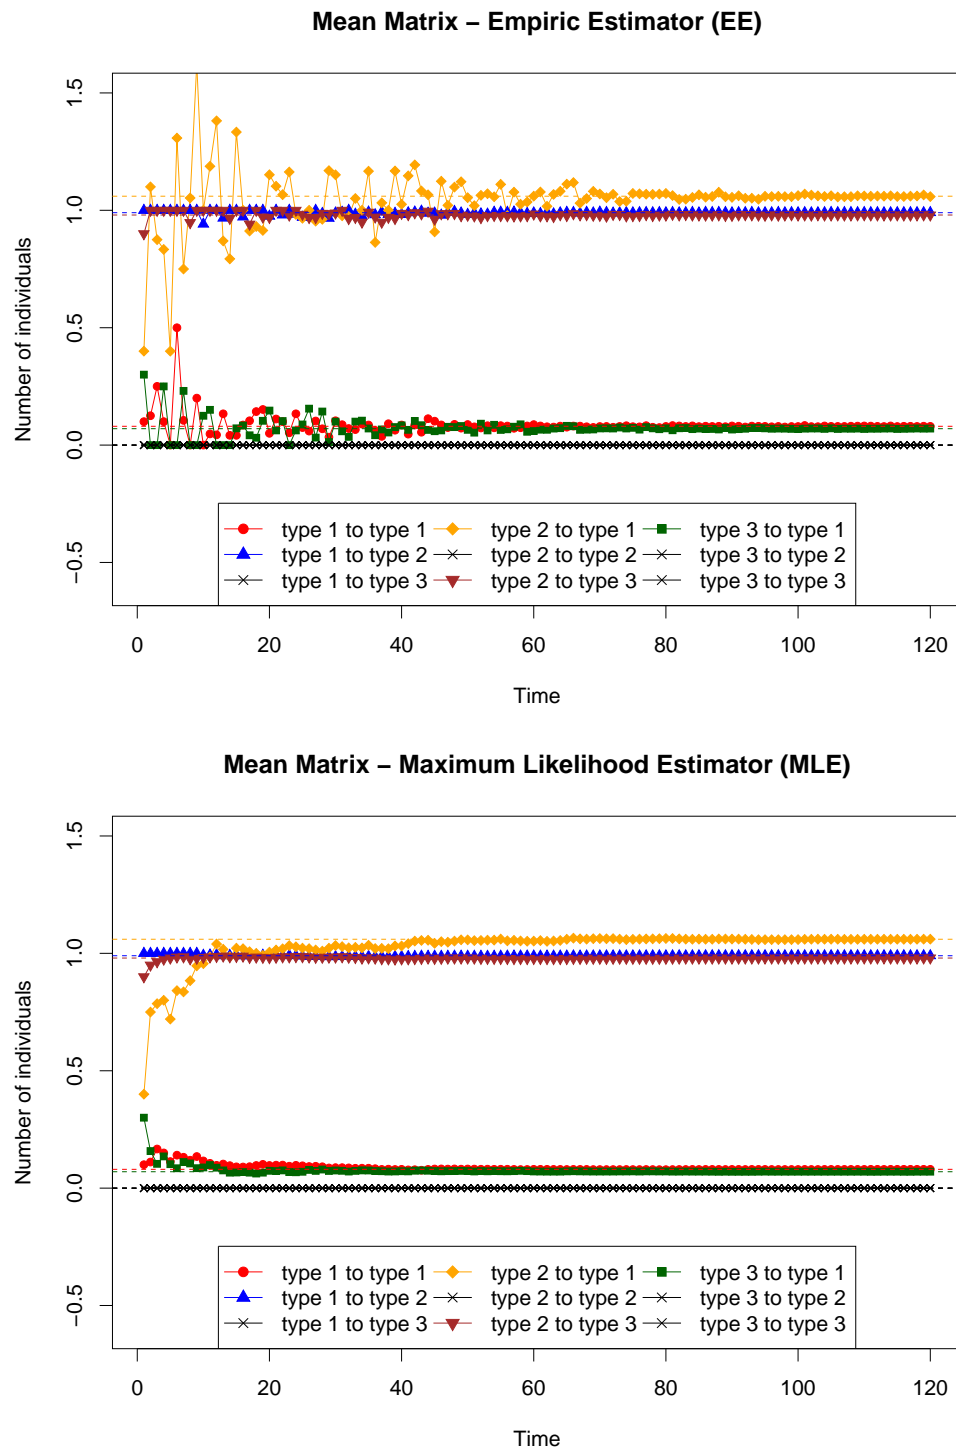 Mean Matrix − Empiric Estimator (EE)
1.5
1.0
0.5
0.0
−0.5
Number of individuals
type 1 to type 1 type 2 to type 1 type 3 to type 1
type 1 to type 2 type 2 to type 2 type 3 to type 2
type 1 to type 3 type 2 to type 3 type 3 to type 3
0 20 40 60 80 100 120
Time
Mean Matrix − Maximum Likelihood Estimator (MLE)
1.5
1.0
0.5
0.0
−0.5
Number of individuals
type 1 to type 1 type 2 to type 1 type 3 to type 1
type 1 to type 2 type 2 to type 2 type 3 to type 2
type 1 to type 3 type 2 to type 3 type 3 to type 3
0 20 40 60 80 100 120
Time